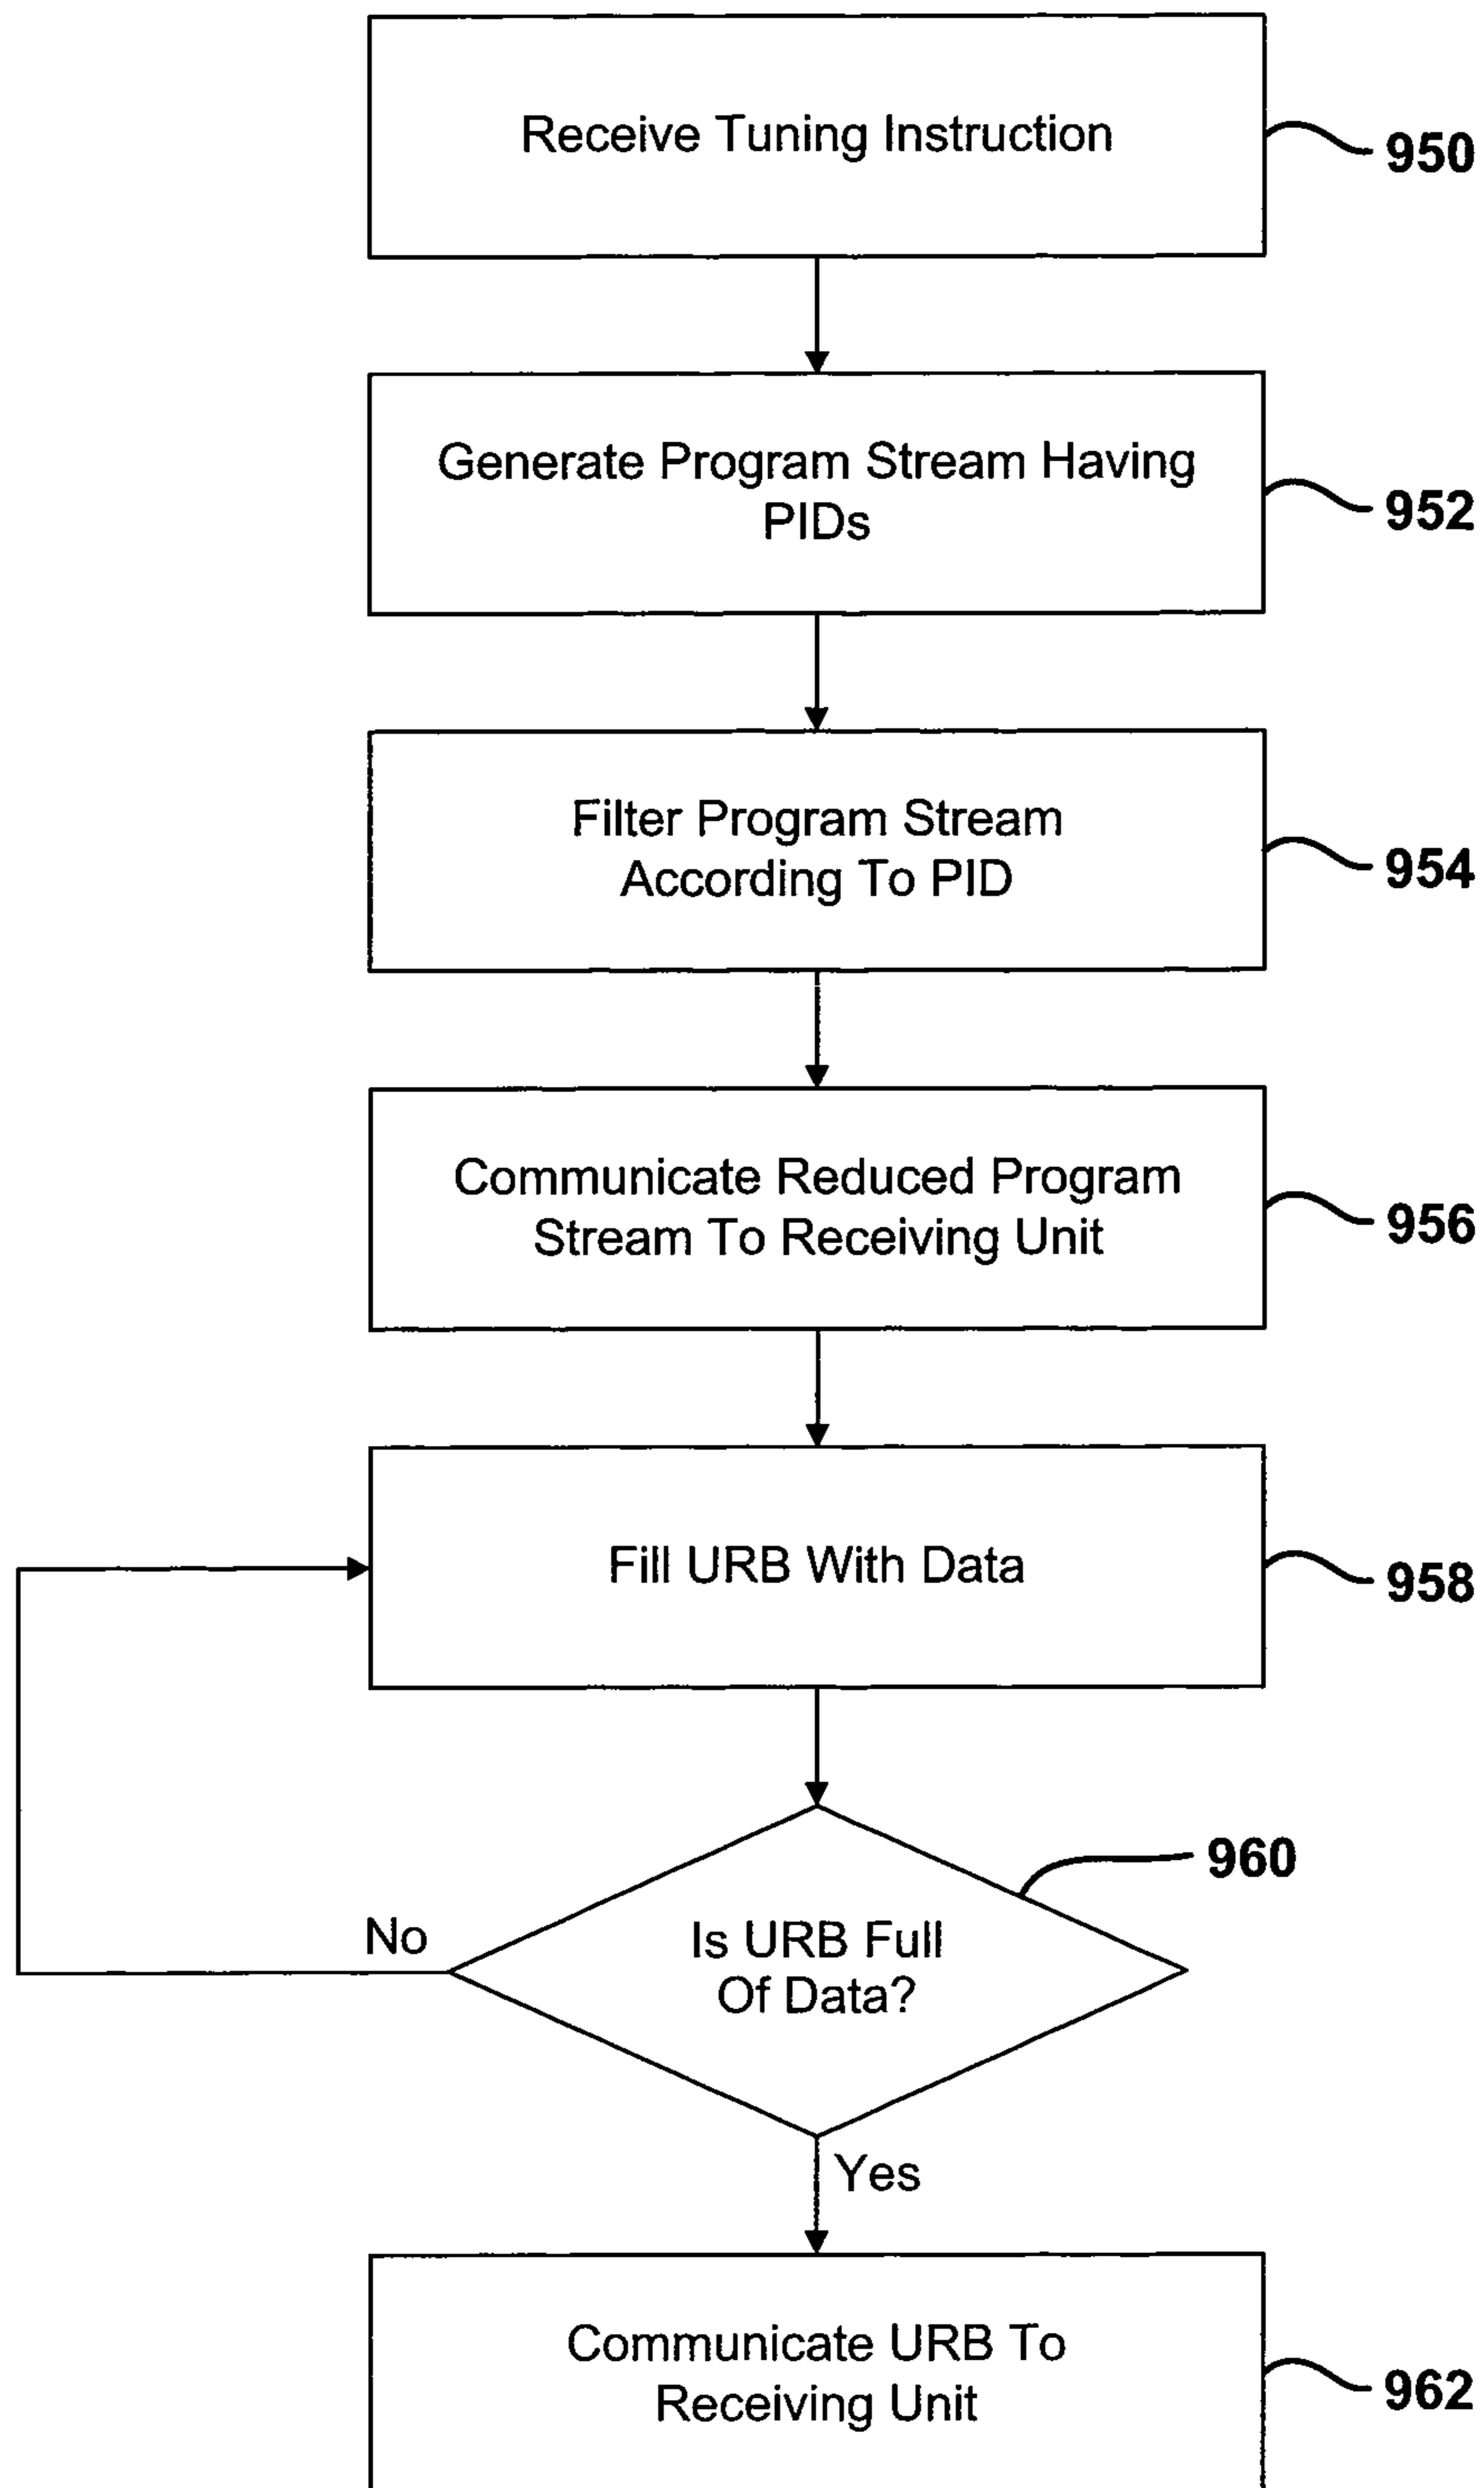 Receive Tuning Instruction
950
Generate Program Stream Having
PIDs
952
Filter Program Stream
According To PID
954
Communicate Reduced Program
Stream To Receiving Unit
956
Fill URB With Data
958
960
No
Is URB Full
Of Data?
Yes
Communicate URB To
Receiving Unit
962